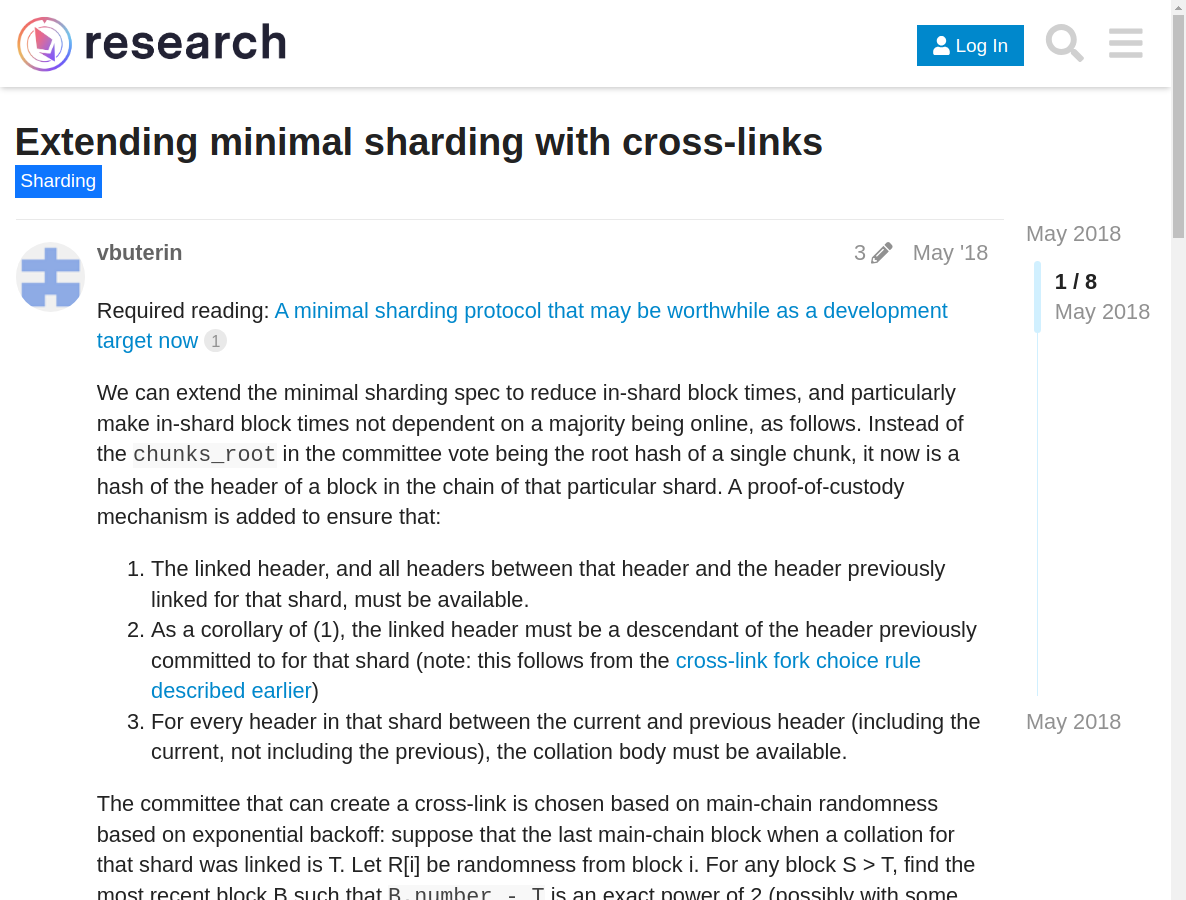 research
Log In
Extending minimal sharding with cross-links
Sharding
vbuterin
3
May '18
Required reading: A minimal sharding protocol that may be worthwhile as a development
target now 1
We can extend the minimal sharding spec to reduce in-shard block times, and particularly
make in-shard block times not dependent on a majority being online, as follows. Instead of
the chunks_root in the committee vote being the root hash of a single chunk, it now is a
hash of the header of a block in the chain of that particular shard. A proof-of-custody
mechanism is added to ensure that:
1. The linked header, and all headers between that header and the header previously
linked for that shard, must be available.
2. As a corollary of (1), the linked header must be a descendant of the header previously
committed to for that shard (note: this follows from the cross-link fork choice rule
described earlier)
3. For every header in that shard between the current and previous header (including the
current, not including the previous), the collation body must be available.
The committee that can create a cross-link is chosen based on main-chain randomness
based on exponential backoff: suppose that the last main-chain block when a collation for
that shard was linked is T. Let R[i] be randomness from block i. For any block S > T, find the
most recent block B such that B.number - T is an exact power of 2 (possibly with some
May 2018
1 / 8
May 2018
May 2018